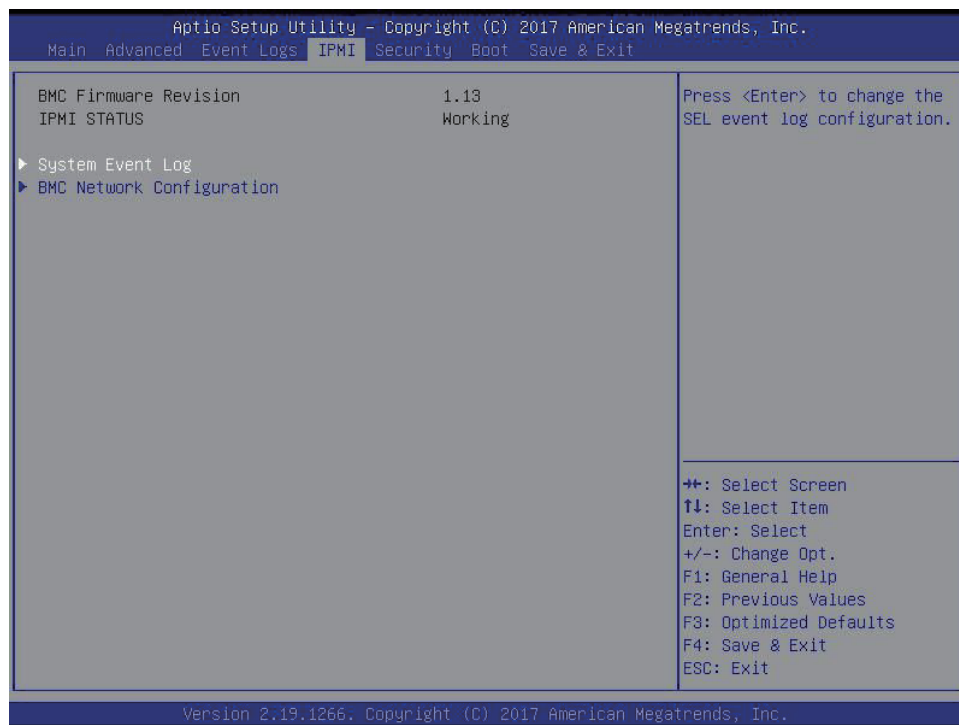 Aptio Setup Utility – Copyright (C) 2017 American Megatrends, Inc.
Main Advanced Event Logs IPMI Security Boot Save & Exit
BMC Firmware Revision 1.13
IPMI STATUS Working
▶ System Event Log
▶ BMC Network Configuration
Press <Enter> to change the
SEL event log configuration.
→←: Select Screen
↑↓: Select Item
Enter: Select
+/-: Change Opt.
F1: General Help
F2: Previous Values
F3: Optimized Defaults
F4: Save & Exit
ESC: Exit
Version 2.19.1266. Copyright (C) 2017 American Megatrends, Inc.